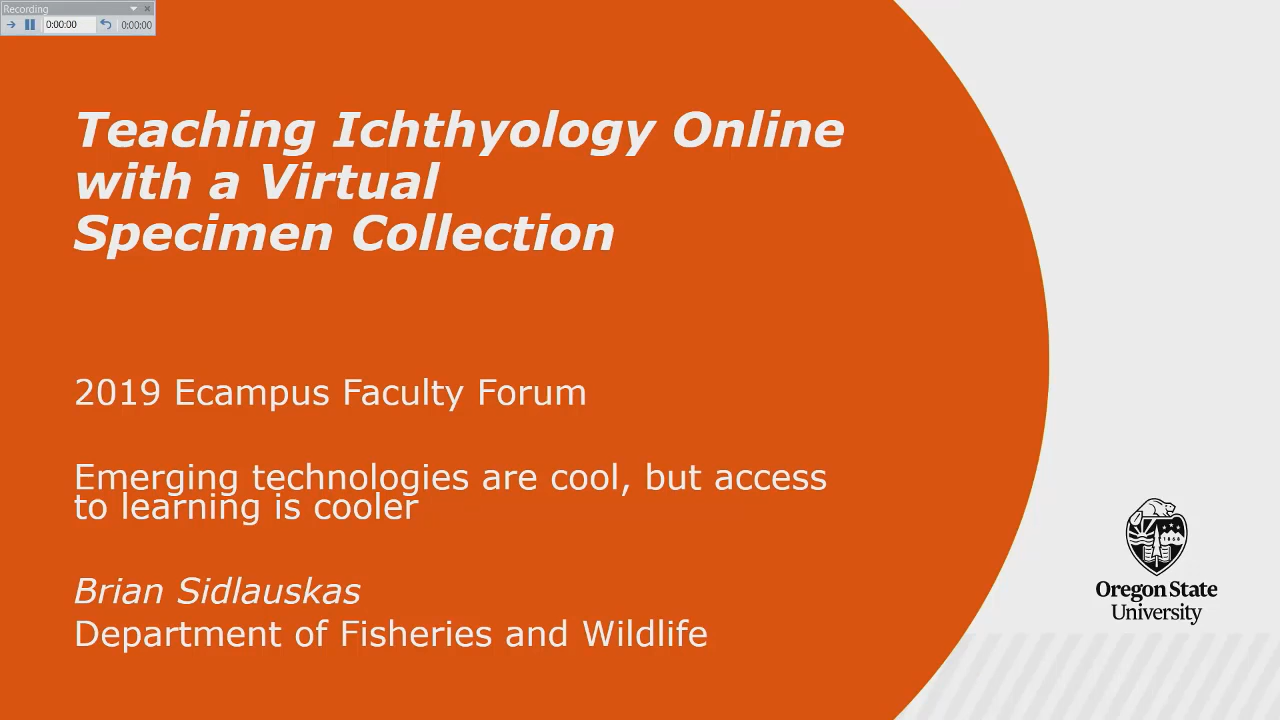 Recording
0:00:00
0:00:00
Teaching Ichthyology Online
with a Virtual
Specimen Collection
2019 Ecampus Faculty Forum
Emerging technologies are cool, but access
to learning is cooler
Brian Sidlauskas
Department of Fisheries and Wildlife
1868
Oregon State
University